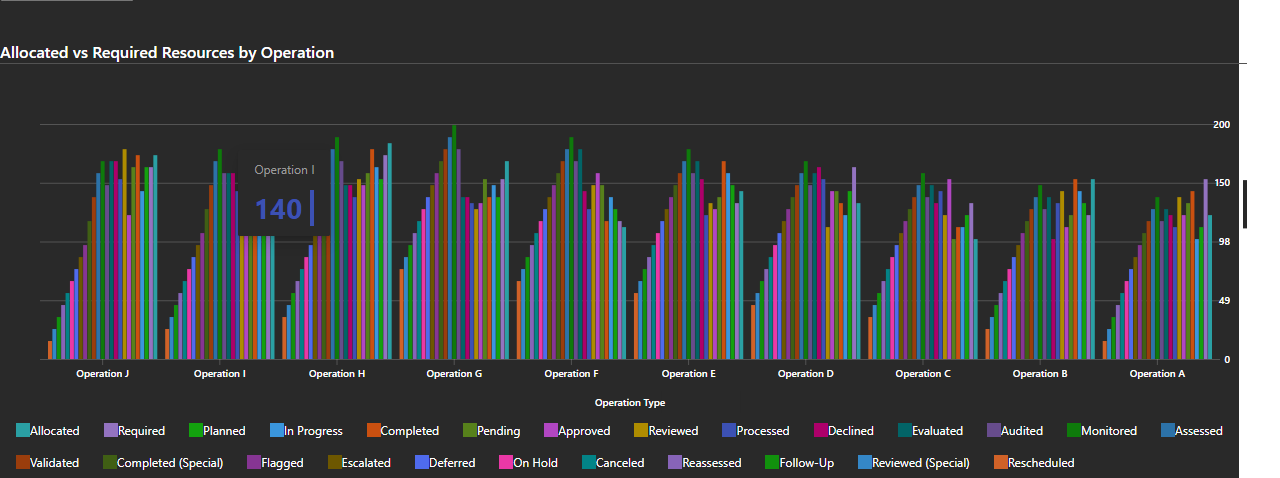 Allocated vs Required Resources by Operation
200
Operation I
150
140
98
49
0
Operation J Operation I Operation H Operation G Operation F Operation E Operation D Operation C Operation B Operation A
Operation Type
Allocated Required Planned In Progress Completed Pending Approved Reviewed Processed Declined Evaluated Audited Monitored Assessed
Validated Completed (Special) Flagged Escalated Deferred On Hold Canceled Reassessed Follow-Up Reviewed (Special) Rescheduled